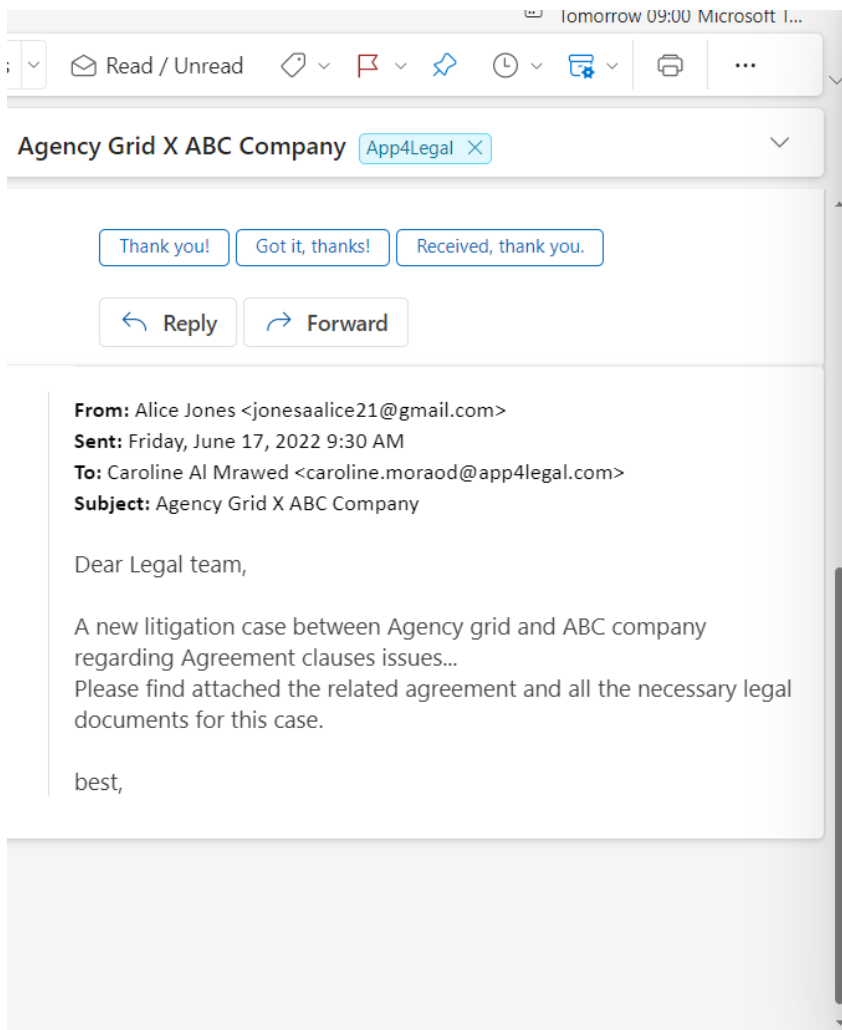 Tomorrow 09:00 Microsoft T...
Read / Unread
Agency Grid X ABC Company App4Legal
Thank you! Got it, thanks! Received, thank you.
Reply Forward
From: Alice Jones <jonesaalice21@gmail.com>
Sent: Friday, June 17, 2022 9:30 AM
To: Caroline Al Mrawed <caroline.moraod@app4legal.com>
Subject: Agency Grid X ABC Company
Dear Legal team,
A new litigation case between Agency grid and ABC company
regarding Agreement clauses issues...
Please find attached the related agreement and all the necessary legal
documents for this case.
best,